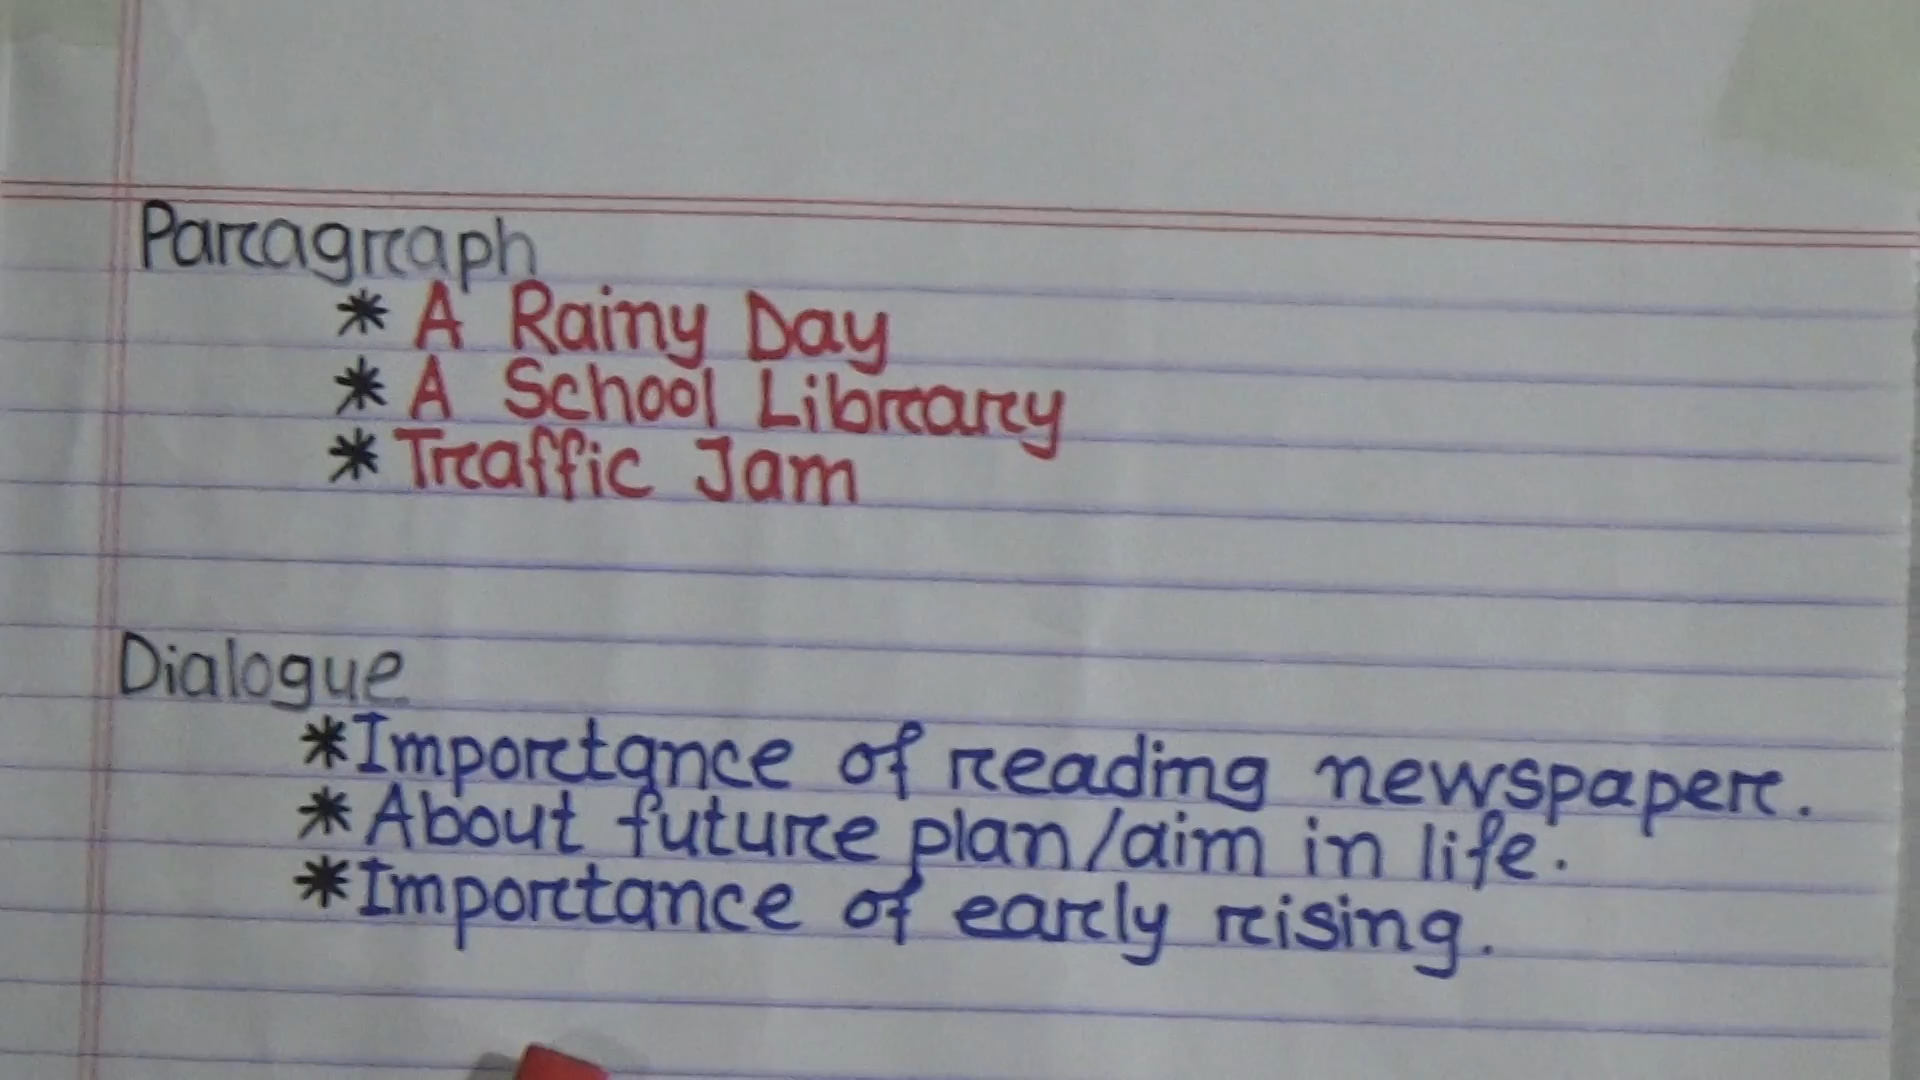 Paragraph
* A Rainy Day
* A School Library
* Traffic Jam
Dialogue
* Importance of reading newspaper.
* About future plan/aim in life.
* Importance of early rising.